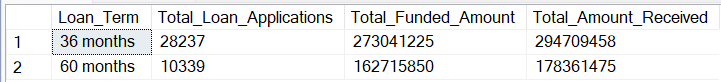 Loan_Term Total_Loan_Applications Total_Funded_Amount Total_Amount_Received
1 36 months 28237 273041225 294709458
2 60 months 10339 162715850 178361475